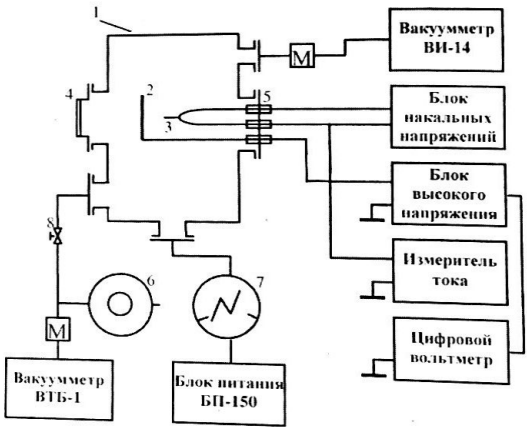 1
Вакуумметр
ВИ-14
М
4
2
5
3
Блок
накальных
напряжений
Блок
высокого
напряжения
8
6
7
Измеритель
тока
М
Цифровой
вольтметр
Вакуумметр
ВТБ-1
Блок питания
БП-150